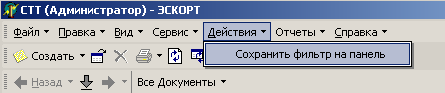 СТТ (Администратор) - ЭСКОРТ
Файл Правка Вид Сервис Действия Отчеты Справка
Создать Сохранить фильтр на панель
Назад Все Документы